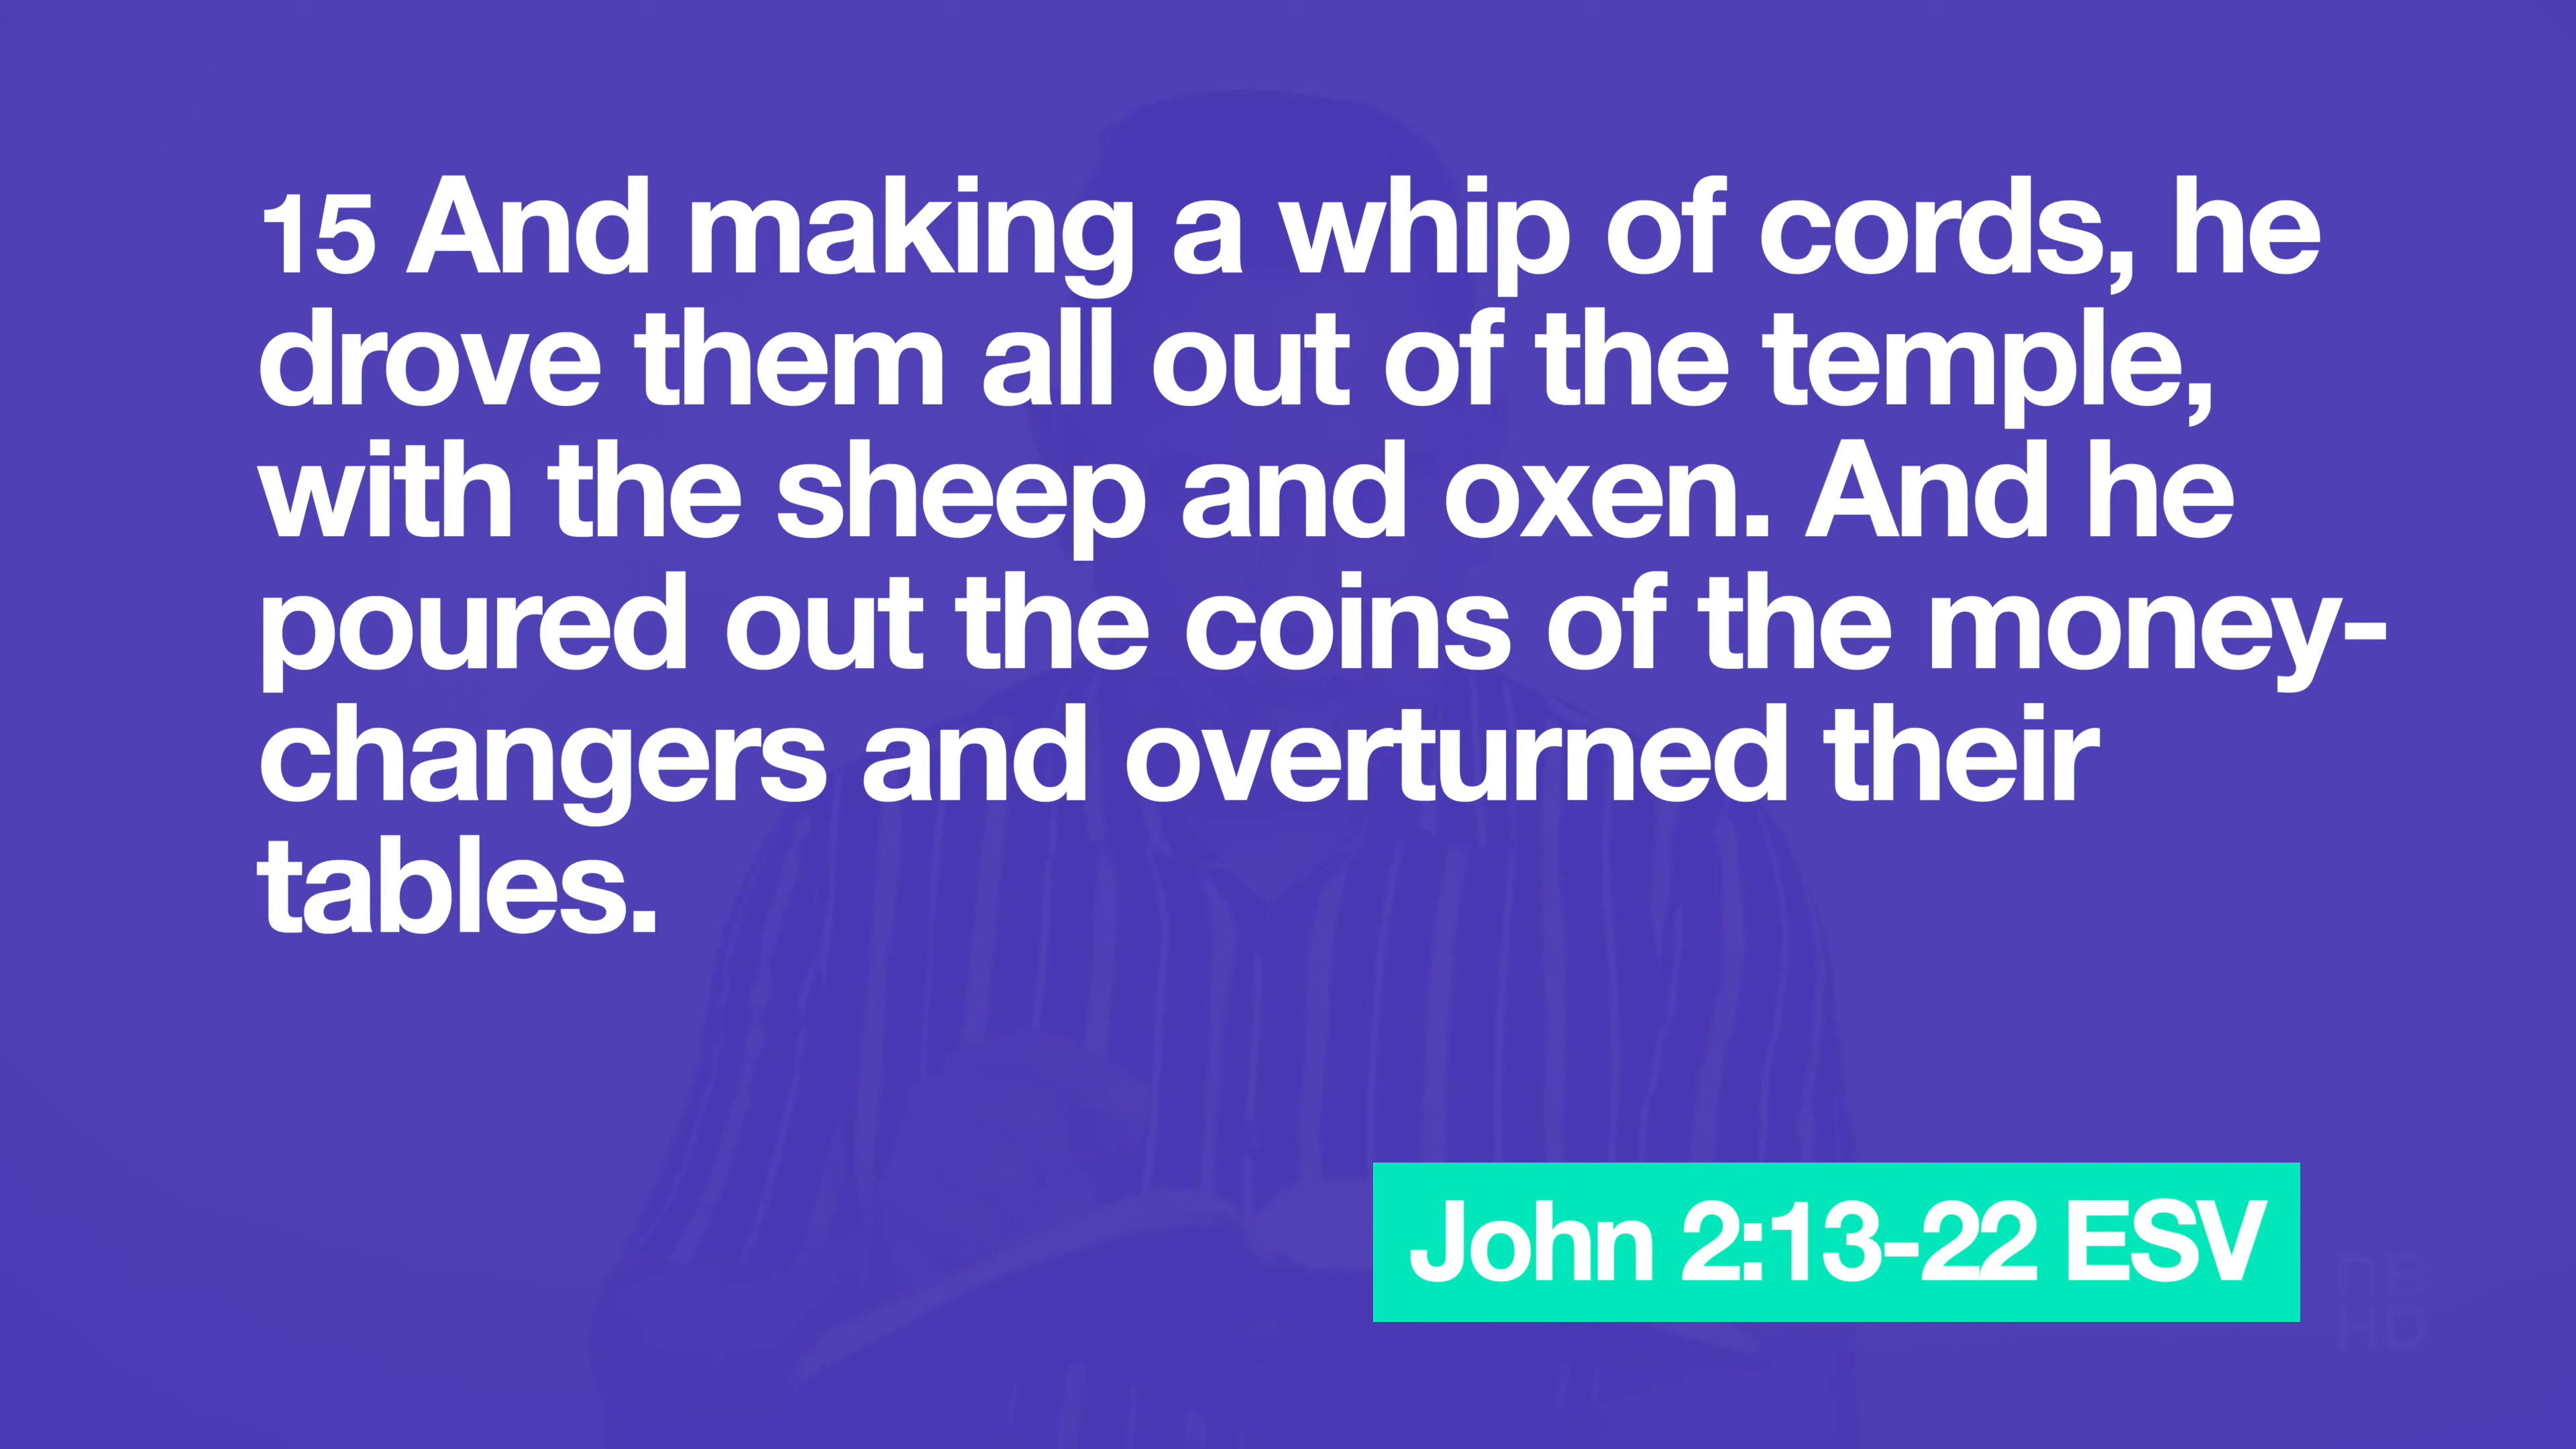 15 And making a whip of cords, he
drove them all out of the temple,
with the sheep and oxen. And he
poured out the coins of the money-
changers and overturned their
tables.
John 2:13-22 ESV
nB
HD